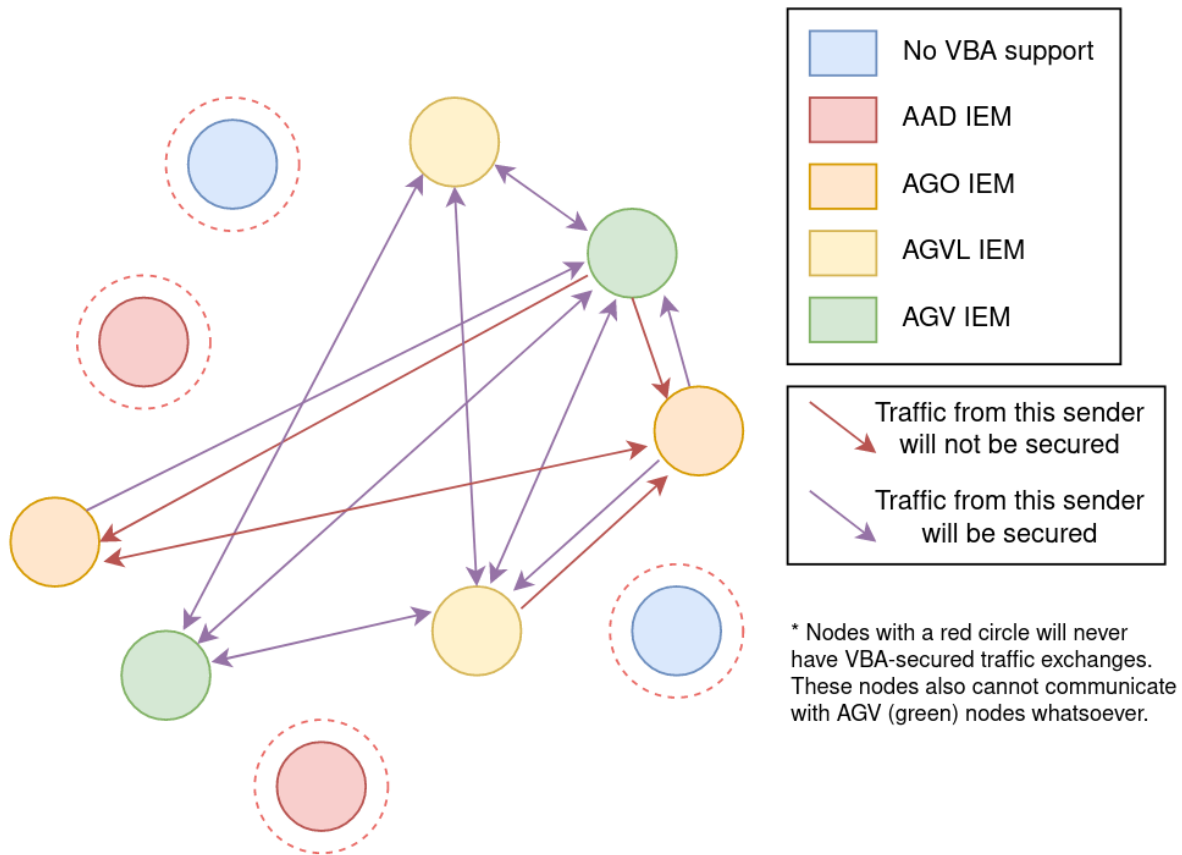 No VBA support
AAD IEM
AGO IEM
AGVL IEM
AGV IEM
Traffic from this sender
will not be secured
Traffic from this sender
will be secured
* Nodes with a red circle will never
have VBA-secured traffic exchanges.
These nodes also cannot communicate
with AGV (green) nodes whatsoever.